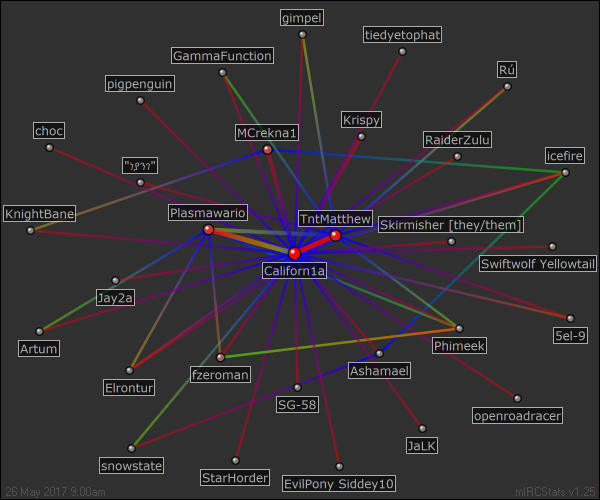 gimpel
tiedyetophat
GammaFunction
Rú
pigpenguin
Krispy
choc
MCrekna1
RaiderZulu
icefire
KnightBane
Plasmawario
TntMatthew
Skirmisher [they/them]
Californ1a
Swiftwolf Yellowtail
Jay2a
Artum
5el-9
Phimeek
Elrontur
fzeroman
Ashamael
SG-58
openroadracer
JaLK
snowstate
StarHorder
EvilPony Siddey10
26 May 2017 9:00am
mIRCStats v1.25